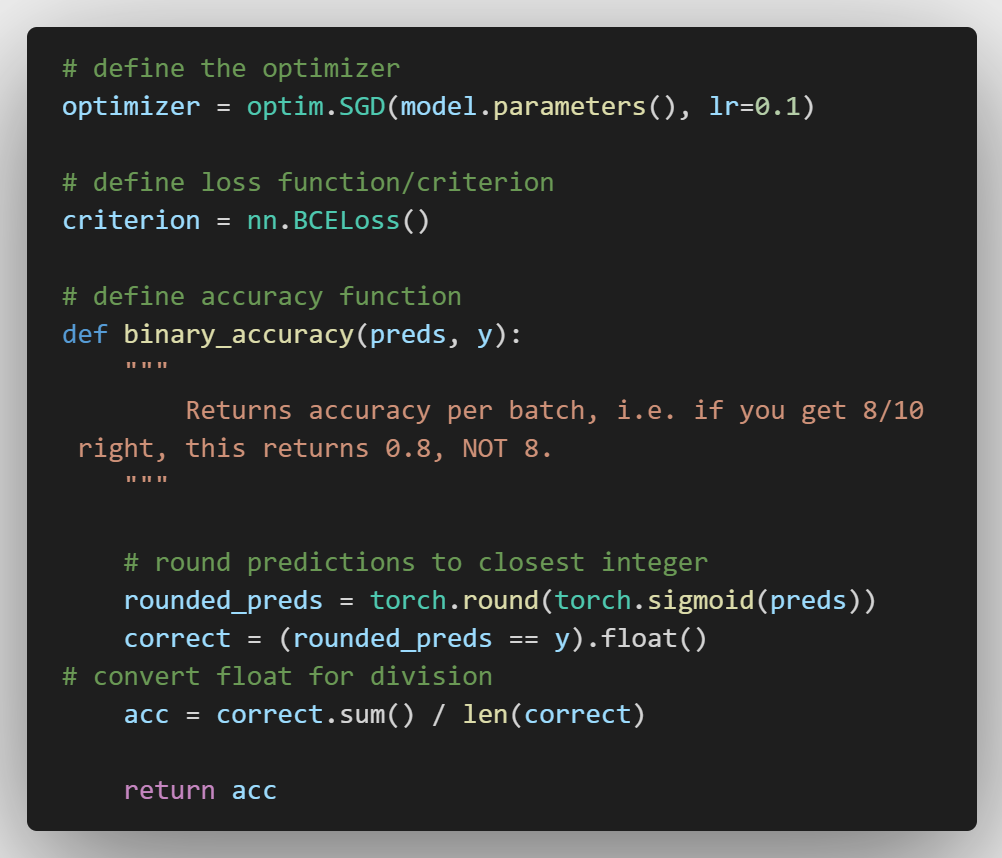 # define the optimizer
optimizer = optim.SGD(model.parameters(), lr=0.1)

# define loss function/criterion
criterion = nn.BCELoss()

# define accuracy function
def binary_accuracy(preds, y):
    """
        Returns accuracy per batch, i.e. if you get 8/10
 right, this returns 0.8, NOT 8.
    """

    # round predictions to closest integer
    rounded_preds = torch.round(torch.sigmoid(preds))
    correct = (rounded_preds == y).float()
# convert float for division
    acc = correct.sum() / len(correct)

    return acc